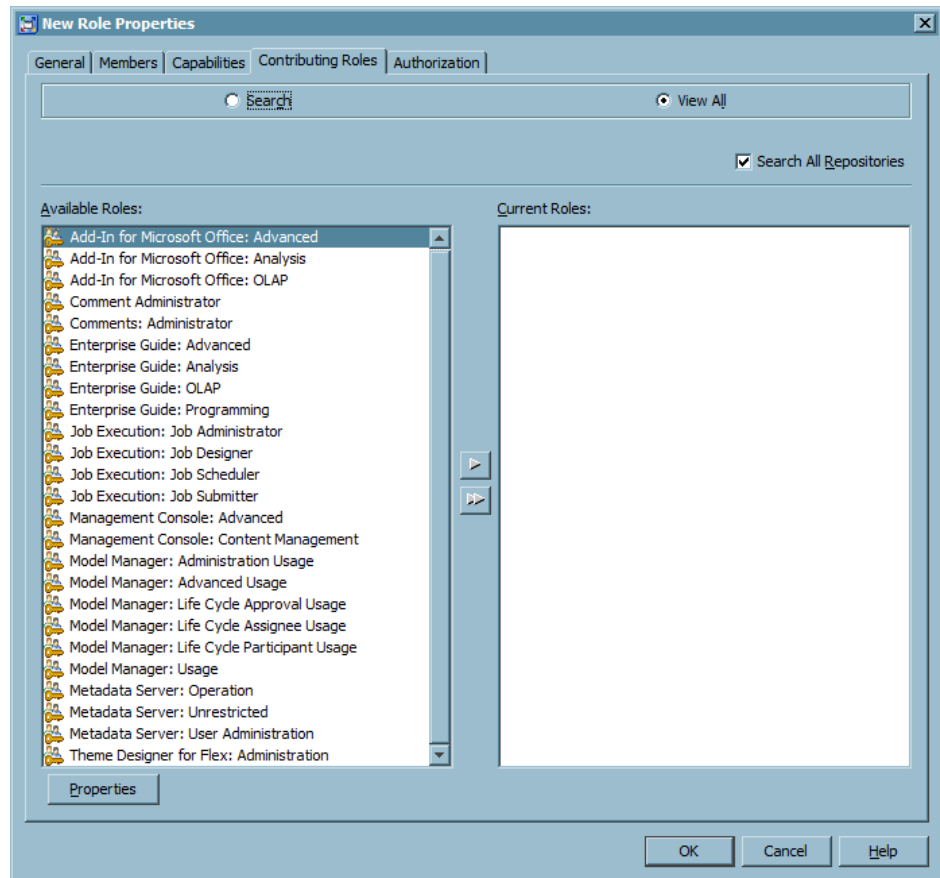 New Role Properties
General Members Capabilities Contributing Roles Authorization
Search View All
Search All Repositories
Available Roles: Current Roles:
Add-In for Microsoft Office: Advanced
Add-In for Microsoft Office: Analysis
Add-In for Microsoft Office: OLAP
Comment Administrator
Comments: Administrator
Enterprise Guide: Advanced
Enterprise Guide: Analysis
Enterprise Guide: OLAP
Enterprise Guide: Programming
Job Execution: Job Administrator
Job Execution: Job Designer
Job Execution: Job Scheduler
Job Execution: Job Submitter
Management Console: Advanced
Management Console: Content Management
Model Manager: Administration Usage
Model Manager: Advanced Usage
Model Manager: Life Cycle Approval Usage
Model Manager: Life Cycle Assignee Usage
Model Manager: Life Cycle Participant Usage
Model Manager: Usage
Metadata Server: Operation
Metadata Server: Unrestricted
Metadata Server: User Administration
Theme Designer for Flex: Administration
Properties
OK Cancel Help